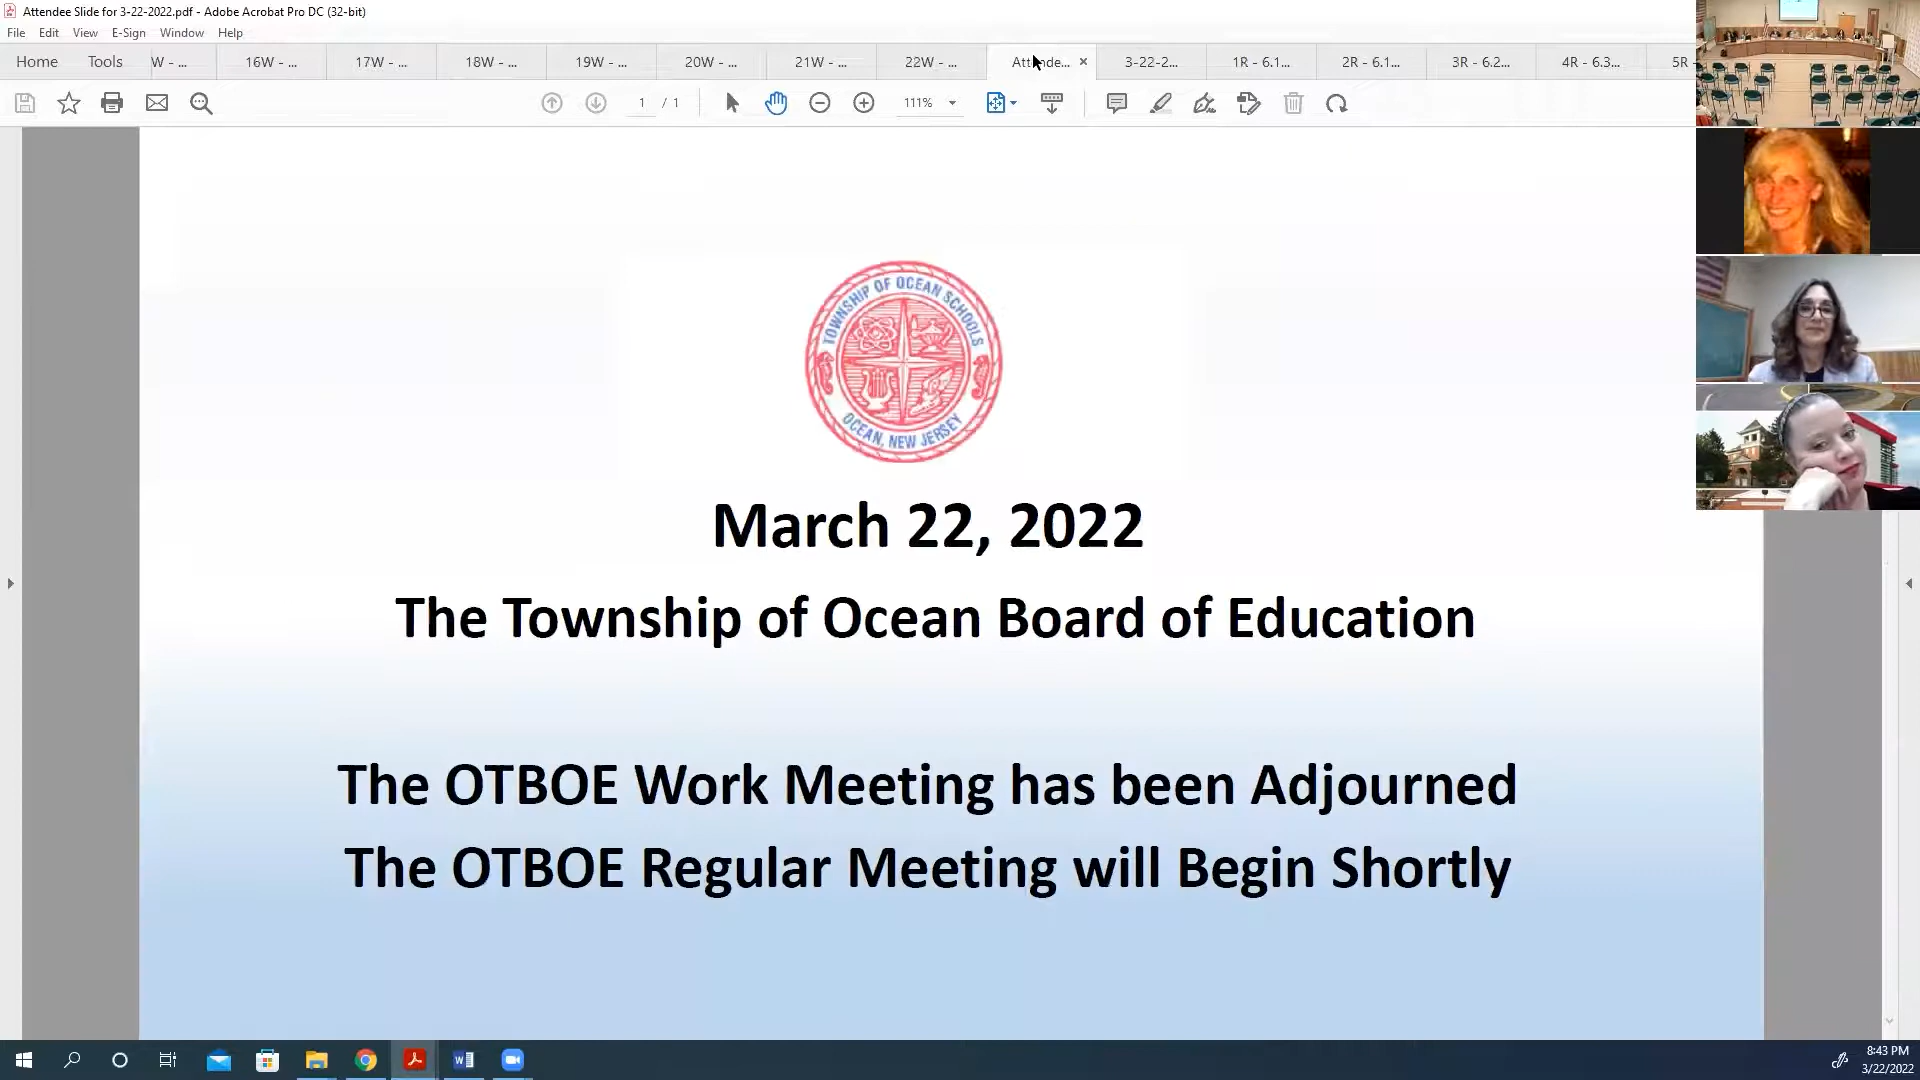 Attendee Slide for 3-22-2022.pdf - Adobe Acrobat Pro DC (32-bit)
File Edit View E-Sign Window Help
Home Tools W - ... 16W - ... 17W - ... 18W - ... 19W - ... 20W - ... 21W - ... 22W - ... Attende... × 3-22-2... 1R - 6.1... 2R - 6.1... 3R - 6.2... 4R - 6.3... 5R -
1 / 1 111%
TOWNSHIP OF OCEAN SCHOOLS
OCEAN, NEW JERSEY
March 22, 2022
The Township of Ocean Board of Education
The OTBOE Work Meeting has been Adjourned
The OTBOE Regular Meeting will Begin Shortly
8:43 PM
3/22/2022